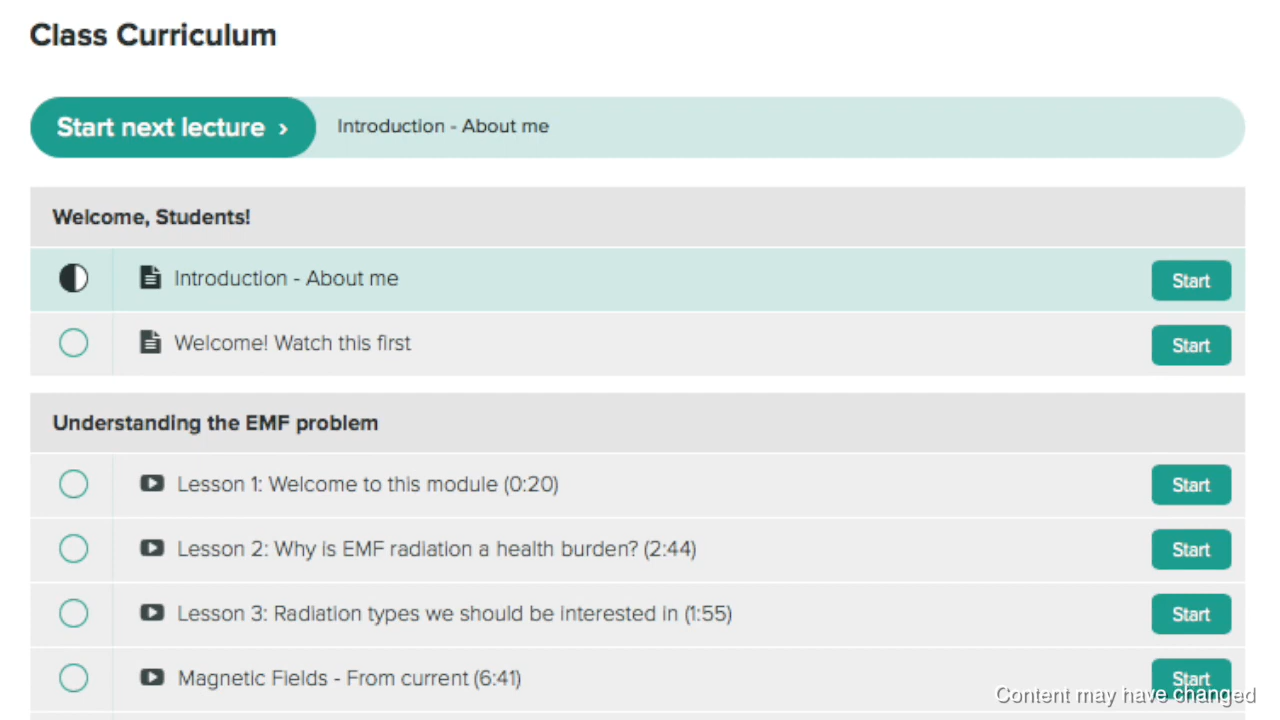 Class Curriculum
Start next lecture › Introduction - About me
Welcome, Students!
Introduction - About me Start
Welcome! Watch this first Start
Understanding the EMF problem
Lesson 1: Welcome to this module (0:20) Start
Lesson 2: Why is EMF radiation a health burden? (2:44) Start
Lesson 3: Radiation types we should be interested in (1:55) Start
Magnetic Fields - From current (6:41) Start
Content may have changed